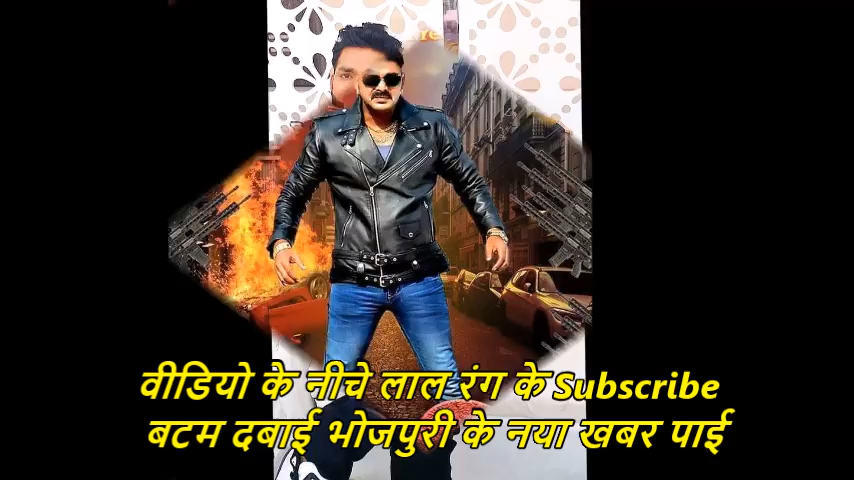 वीडियो के नीचे लाल रंग के Subscribe
बटम दबाई भोजपुरी के नया खबर पाई